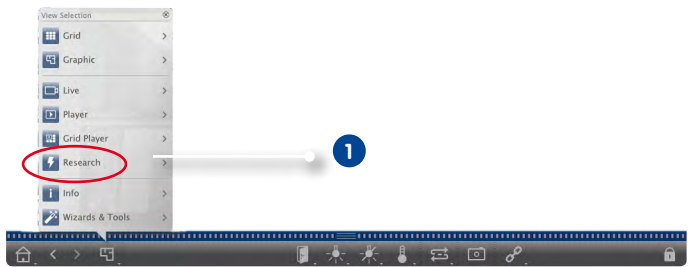 View Selection
Grid
Graphic
Live
Player
Grid Player
Research
1
Info
Wizards & Tools